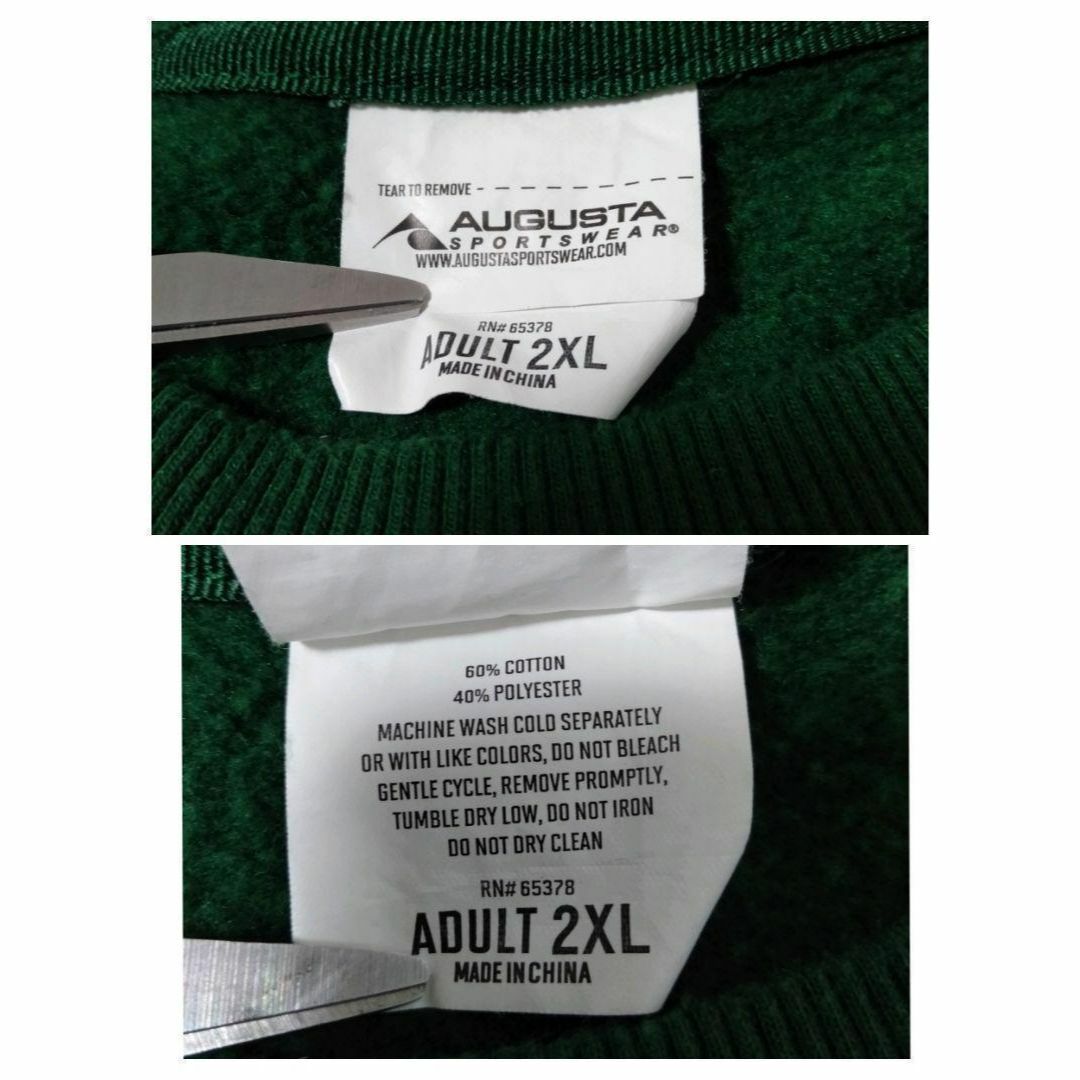 TEAR TO REMOVE
AUGUSTA
SPORTSWEAR®
WWW.AUGUSTASPORTSWEAR.COM
RN# 65378
ADULT 2XL
MADE IN CHINA
60% COTTON
40% POLYESTER
MACHINE WASH COLD SEPARATELY
OR WITH LIKE COLORS, DO NOT BLEACH
GENTLE CYCLE, REMOVE PROMPTLY,
TUMBLE DRY LOW, DO NOT IRON
DO NOT DRY CLEAN
RN# 65378
ADULT 2XL
MADE IN CHINA